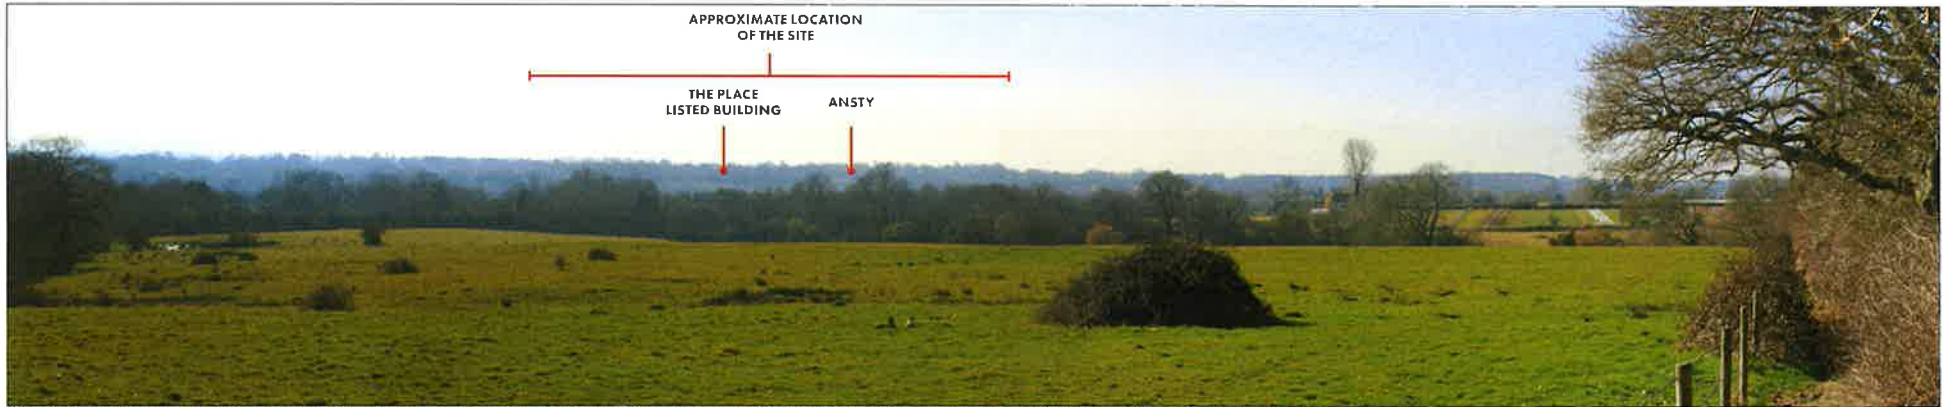 APPROXIMATE LOCATION
OF THE SITE
THE PLACE
LISTED BUILDING
ANSTY